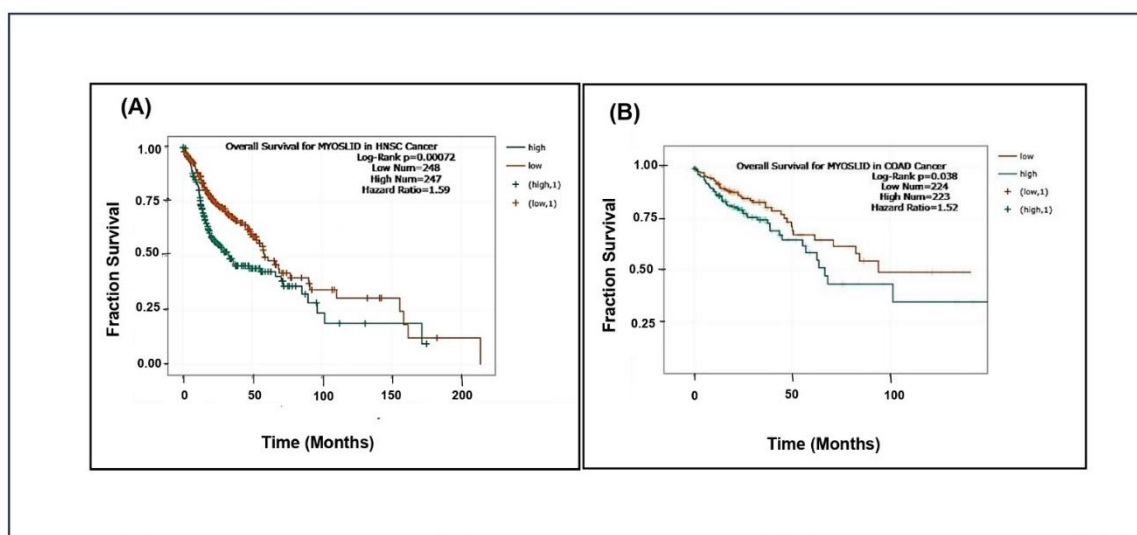 (A)
Overall Survival for MYOSLID in HNSC Cancer
Log-Rank p=0.00072
Low Num=248
High Num=247
Hazard Ratio=1.59
high
low
(high,1)
(low,1)
Fraction Survival
1.00
0.75
0.50
0.25
0.00
0
50
100
150
200
Time (Months)
(B)
Overall Survival for MYOSLID in COAD Cancer
Log-Rank p=0.038
Low Num=224
High Num=223
Hazard Ratio=1.52
low
high
(low,1)
(high,1)
Fraction Survival
1.00
0.75
0.50
0.25
0
50
100
Time (Months)